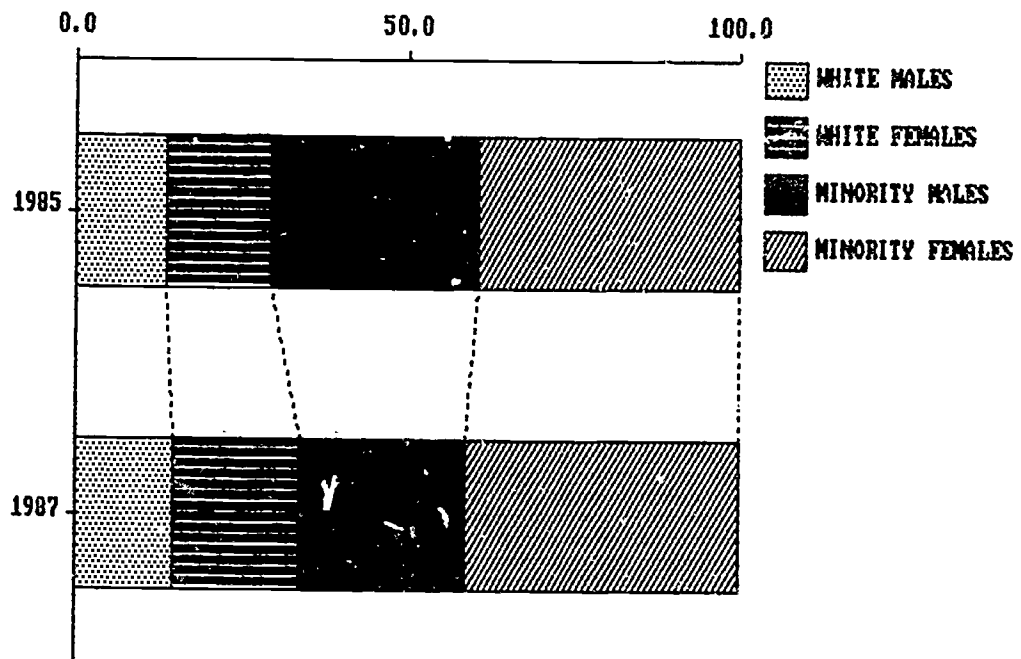 0.0 50.0 100.0
WHITE MALES
WHITE FEMALES
MINORITY MALES
MINORITY FEMALES
1985
1987